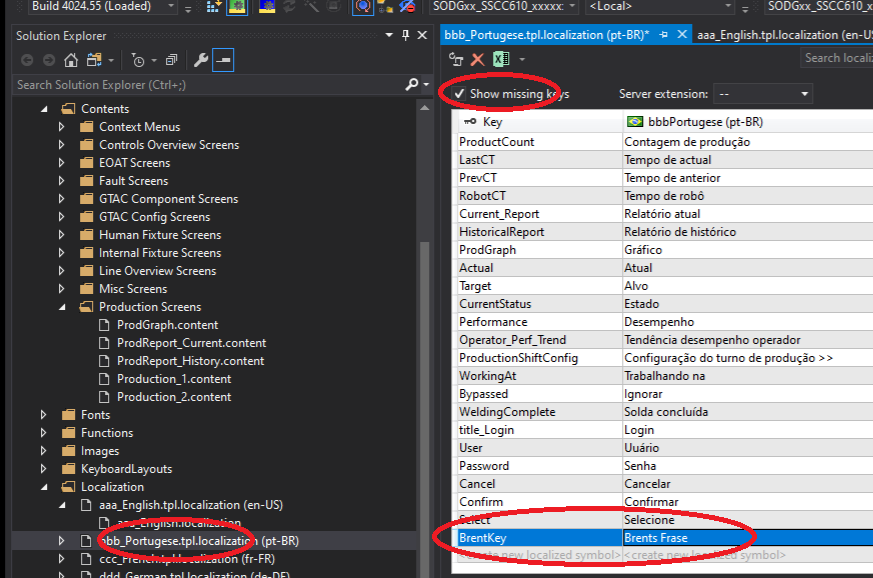 Build 4024.55 (Loaded)
SODGxx_SSCC610_xxxxx:
<Local>
SODGxx_SSCC610_x
Solution Explorer
Search Solution Explorer (Ctrl+;)
Contents
Context Menus
Controls Overview Screens
EOAT Screens
Fault Screens
GTAC Component Screens
GTAC Config Screens
Human Fixture Screens
Internal Fixture Screens
Line Overview Screens
Misc Screens
Production Screens
ProdGraph.content
ProdReport_Current.content
ProdReport_History.content
Production_1.content
Production_2.content
Fonts
Functions
Images
KeyboardLayouts
Localization
aaa_English.tpl.localization (en-US)
aaa_English.localization
bbb_Portugese.tpl.localization (pt-BR)
ccc_French.tpl.localization (fr-FR)
ddd_German.tpl.localization (de-DE)
bbb_Portugese.tpl.localization (pt-BR)*
aaa_English.tpl.localization (en-US
Search locali
Show missing keys
Server extension: --
Key bbbPortugese (pt-BR)
ProductCount Contagem de produção
LastCT Tempo de actual
PrevCT Tempo de anterior
RobotCT Tempo de robô
Current_Report Relatório atual
HistoricalReport Relatório de histórico
ProdGraph Gráfico
Actual Atual
Target Alvo
CurrentStatus Estado
Performance Desempenho
Operator_Perf_Trend Tendência desempenho operador
ProductionShiftConfig Configuração do turno de produção >>
WorkingAt Trabalhando na
Bypassed Ignorar
WeldingComplete Solda concluída
title_Login Login
User Uuário
Password Senha
Cancel Cancelar
Confirm Confirmar
Select Selecione
BrentKey Brents Frase
<create new localized symbol> <create new localized symbol>